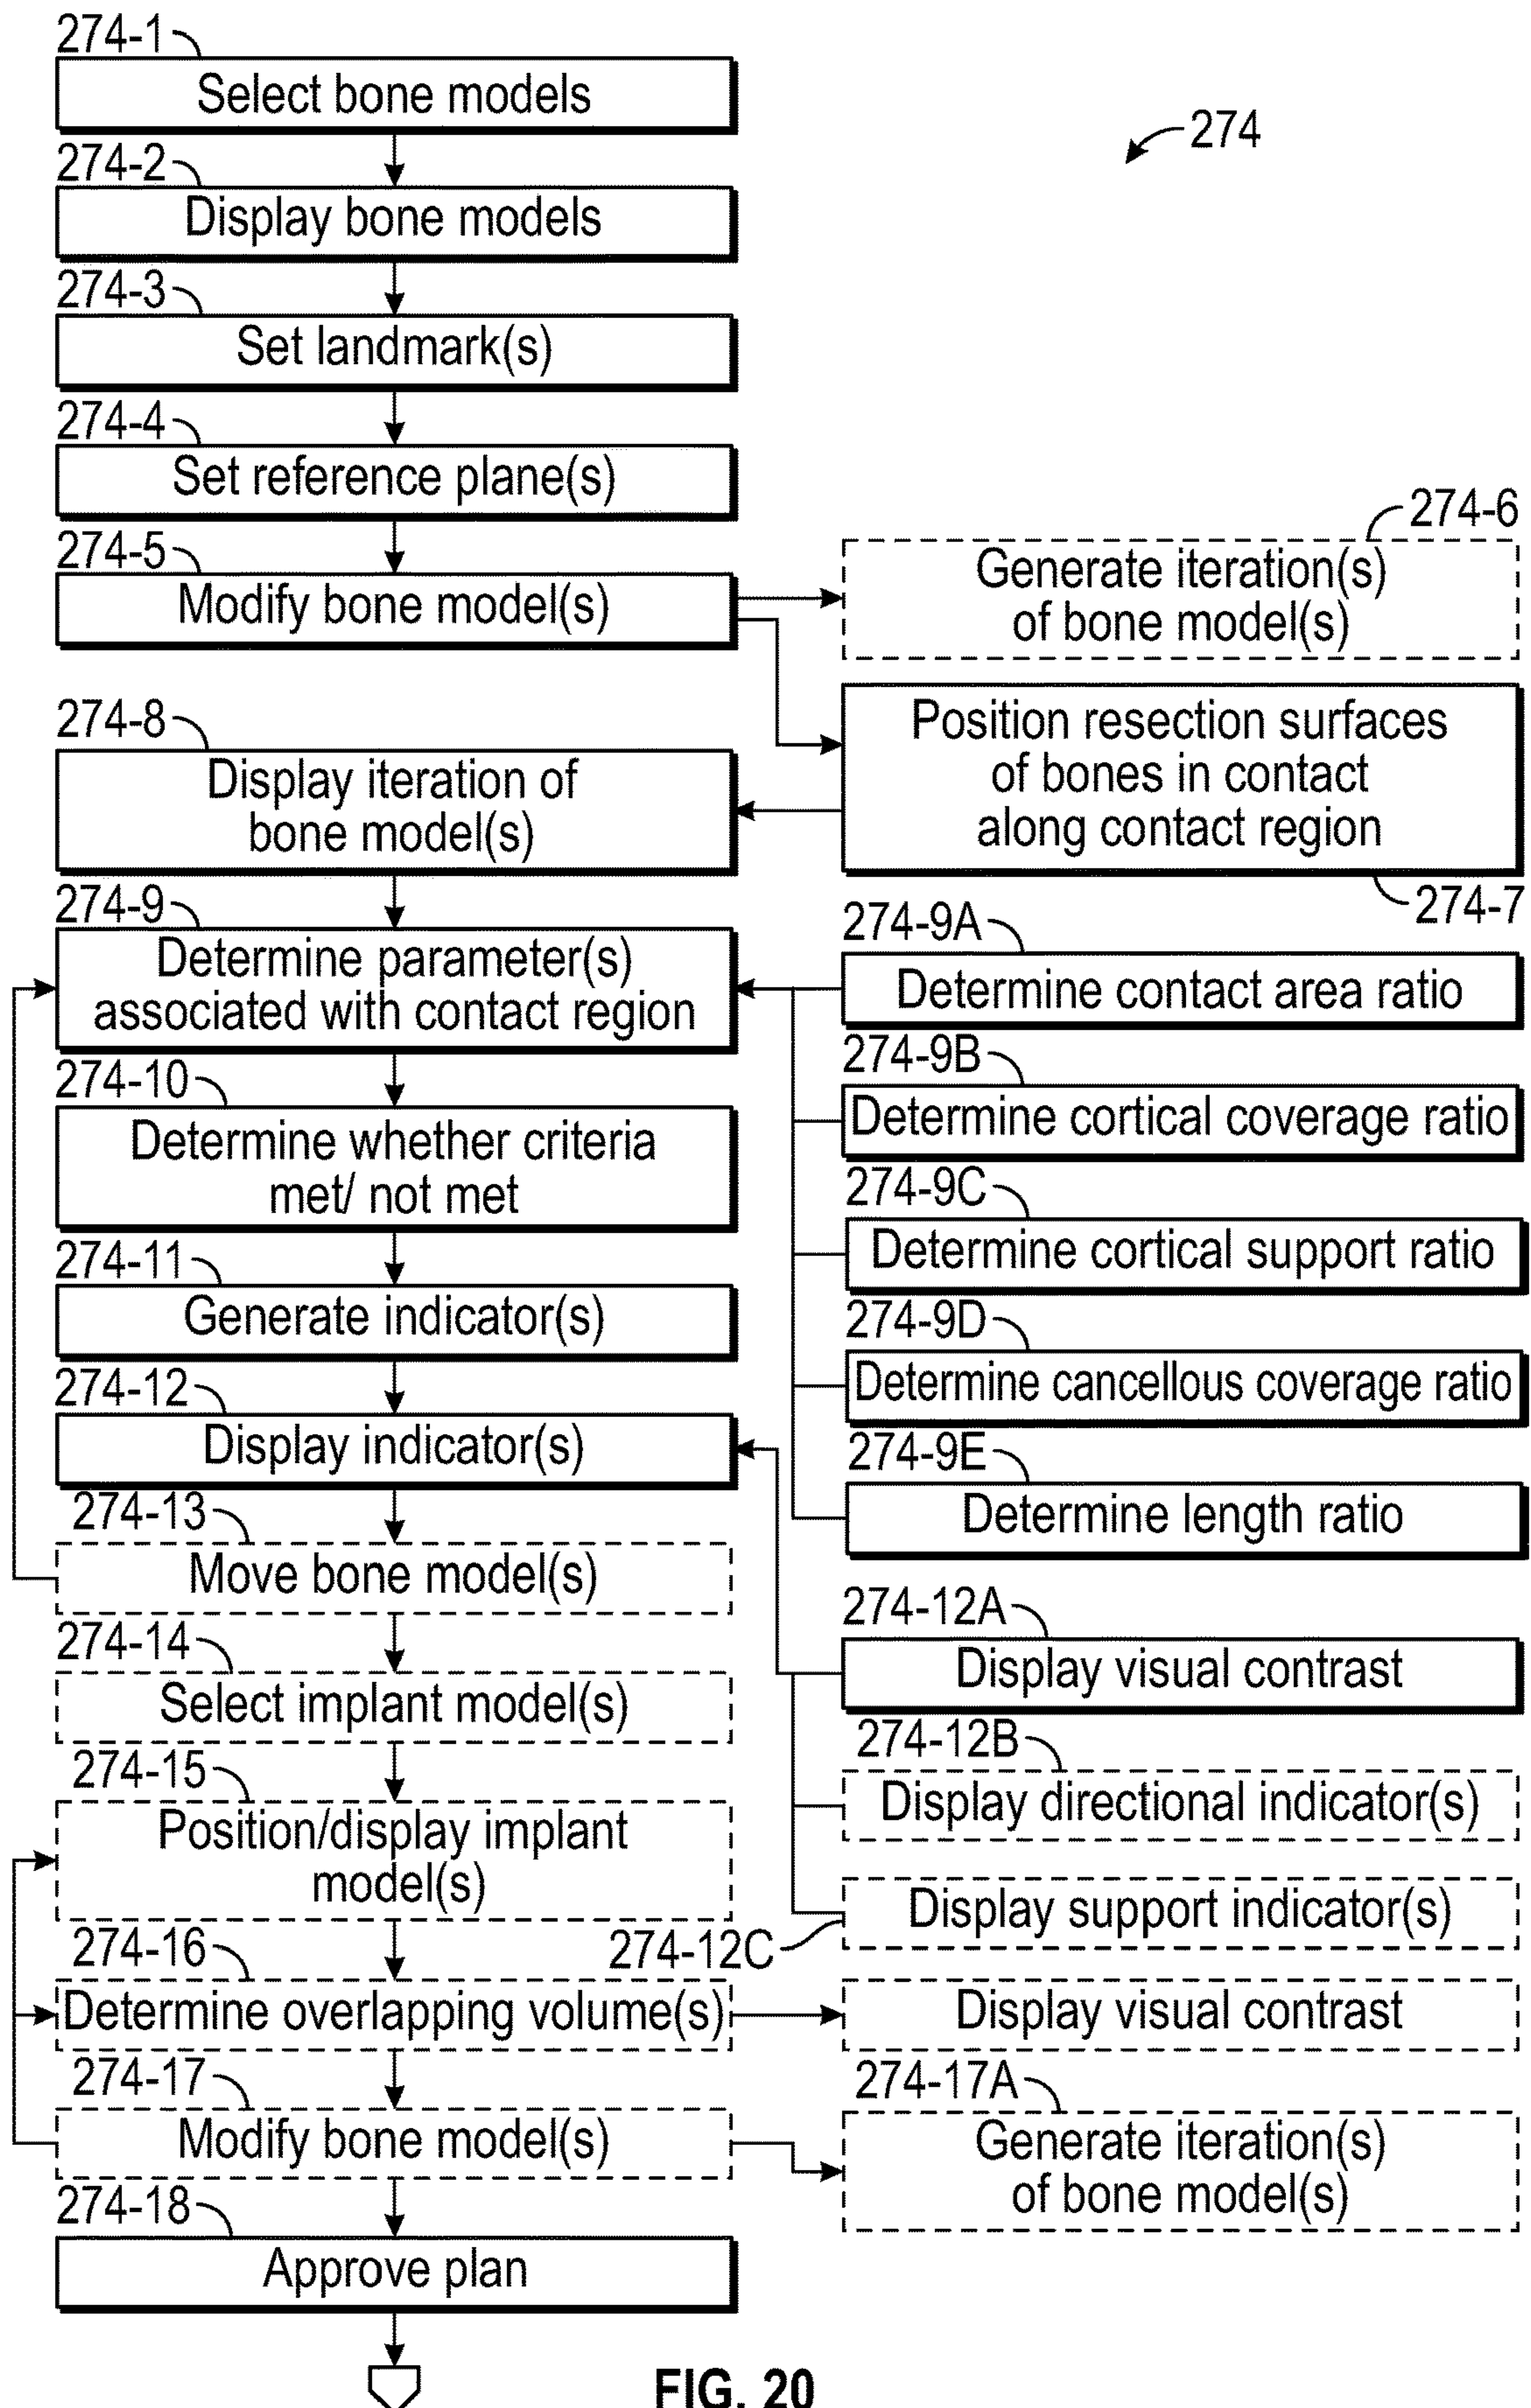 274-1
Select bone models
274
274-2
Display bone models
274-3
Set landmark(s)
274-4
Set reference plane(s)
274-5
Modify bone model(s)
274-6
Generate iteration(s)
of bone model(s)
Position resection surfaces
of bones in contact
along contact region
274-7
274-8
Display iteration of
bone model(s)
274-9
Determine parameter(s)
associated with contact region
274-9A
Determine contact area ratio
274-9B
Determine cortical coverage ratio
274-9C
Determine cortical support ratio
274-9D
Determine cancellous coverage ratio
274-9E
Determine length ratio
274-10
Determine whether criteria
met/ not met
274-11
Generate indicator(s)
274-12
Display indicator(s)
274-12A
Display visual contrast
274-12B
Display directional indicator(s)
Display support indicator(s)
274-12C
274-13
Move bone model(s)
274-14
Select implant model(s)
274-15
Position/display implant
model(s)
274-16
Determine overlapping volume(s)
Display visual contrast
274-17
Modify bone model(s)
274-17A
Generate iteration(s)
of bone model(s)
274-18
Approve plan
FIG. 20